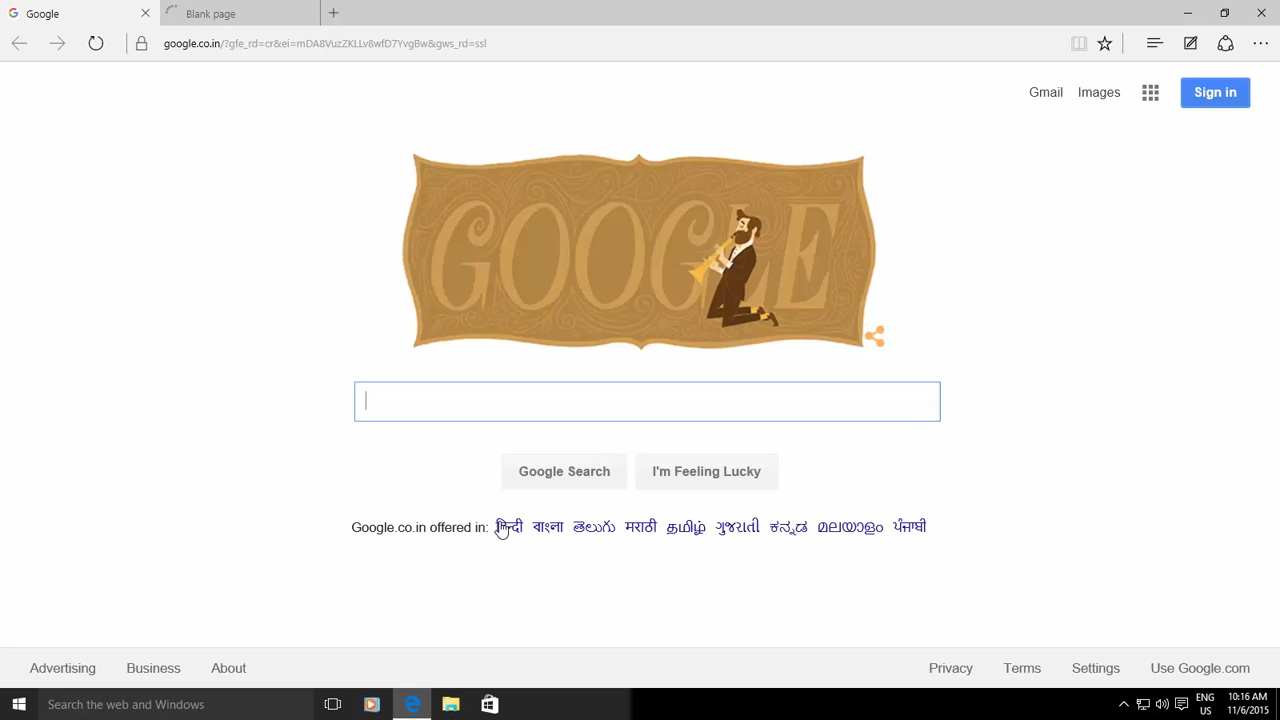 Google
Blank page
google.co.in/?gfe_rd=cr&ei=mDA8VuzZKLLv8wfD7YvgBw&gws_rd=ssl
Gmail Images Sign in
GOOGLE
Google Search I'm Feeling Lucky
Google.co.in offered in: हिन्दी বাংলা తెలుగు मराठी தமிழ் ગુજરાતી ಕನ್ನಡ മലയാളം ਪੰਜਾਬੀ
Advertising Business About Privacy Terms Settings Use Google.com
Search the web and Windows
ENG 10:16 AM
US 11/6/2015